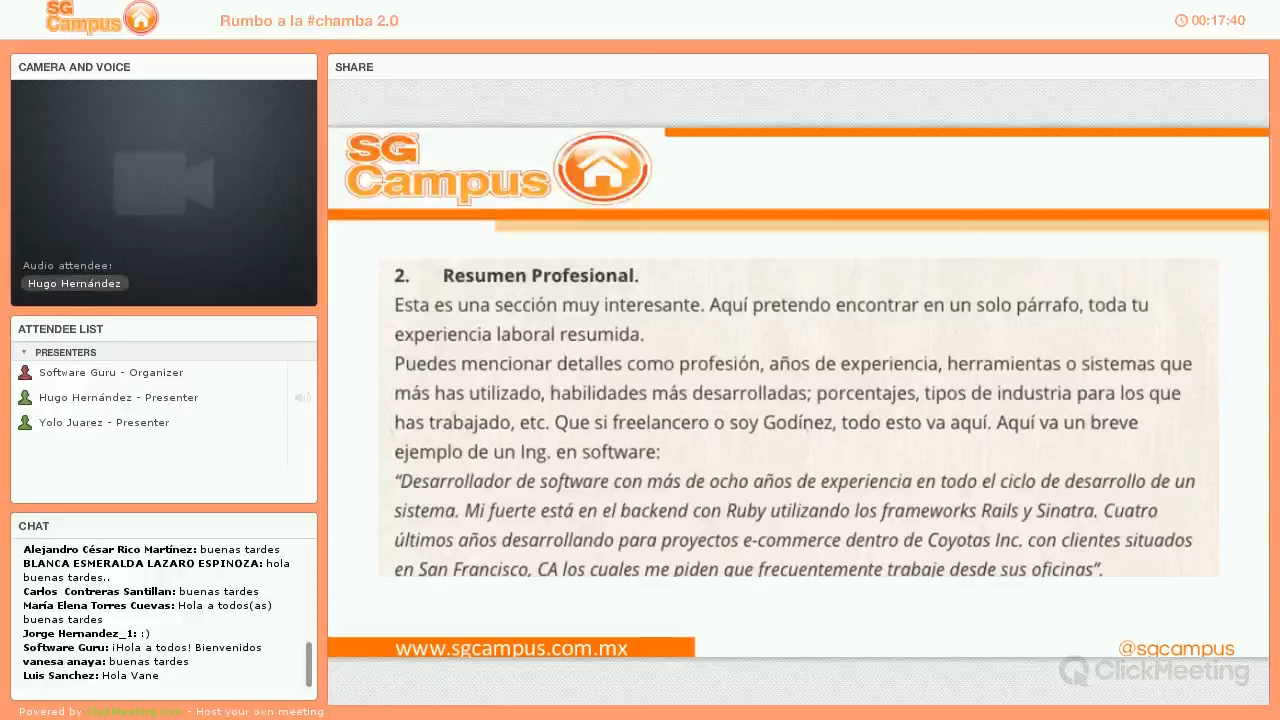 SG
Campus
Rumbo a la #chamba 2.0
00:17:40
CAMERA AND VOICE
Audio attendee:
Hugo Hernández
ATTENDEE LIST
PRESENTERS
Software Guru - Organizer
Hugo Hernández - Presenter
Yolo Juarez - Presenter
CHAT
Alejandro César Rico Martínez: buenas tardes
BLANCA ESMERALDA LAZARO ESPINOZA: hola
buenas tardes..
Carlos Contreras Santillan: buenas tardes
María Elena Torres Cuevas: Hola a todos(as)
buenas tardes
Jorge Hernandez_1: :)
Software Guru: ¡Hola a todos! Bienvenidos
vanesa anaya: buenas tardes
Luis Sanchez: Hola Vane
Powered by ClickMeeting.com - Host your own meeting
SHARE
SG
Campus
2. Resumen Profesional.
Esta es una sección muy interesante. Aquí pretendo encontrar en un solo párrafo, toda tu
experiencia laboral resumida.
Puedes mencionar detalles como profesión, años de experiencia, herramientas o sistemas que
más has utilizado, habilidades más desarrolladas; porcentajes, tipos de industria para los que
has trabajado, etc. Que si freelancero o soy Godínez, todo esto va aquí. Aquí va un breve
ejemplo de un Ing. en software:
“Desarrollador de software con más de ocho años de experiencia en todo el ciclo de desarrollo de un
sistema. Mi fuerte está en el backend con Ruby utilizando los frameworks Rails y Sinatra. Cuatro
últimos años desarrollando para proyectos e-commerce dentro de Coyotas Inc. con clientes situados
en San Francisco, CA los cuales me piden que frecuentemente trabaje desde sus oficinas”.
www.sgcampus.com.mx
@sgcampus
ClickMeeting